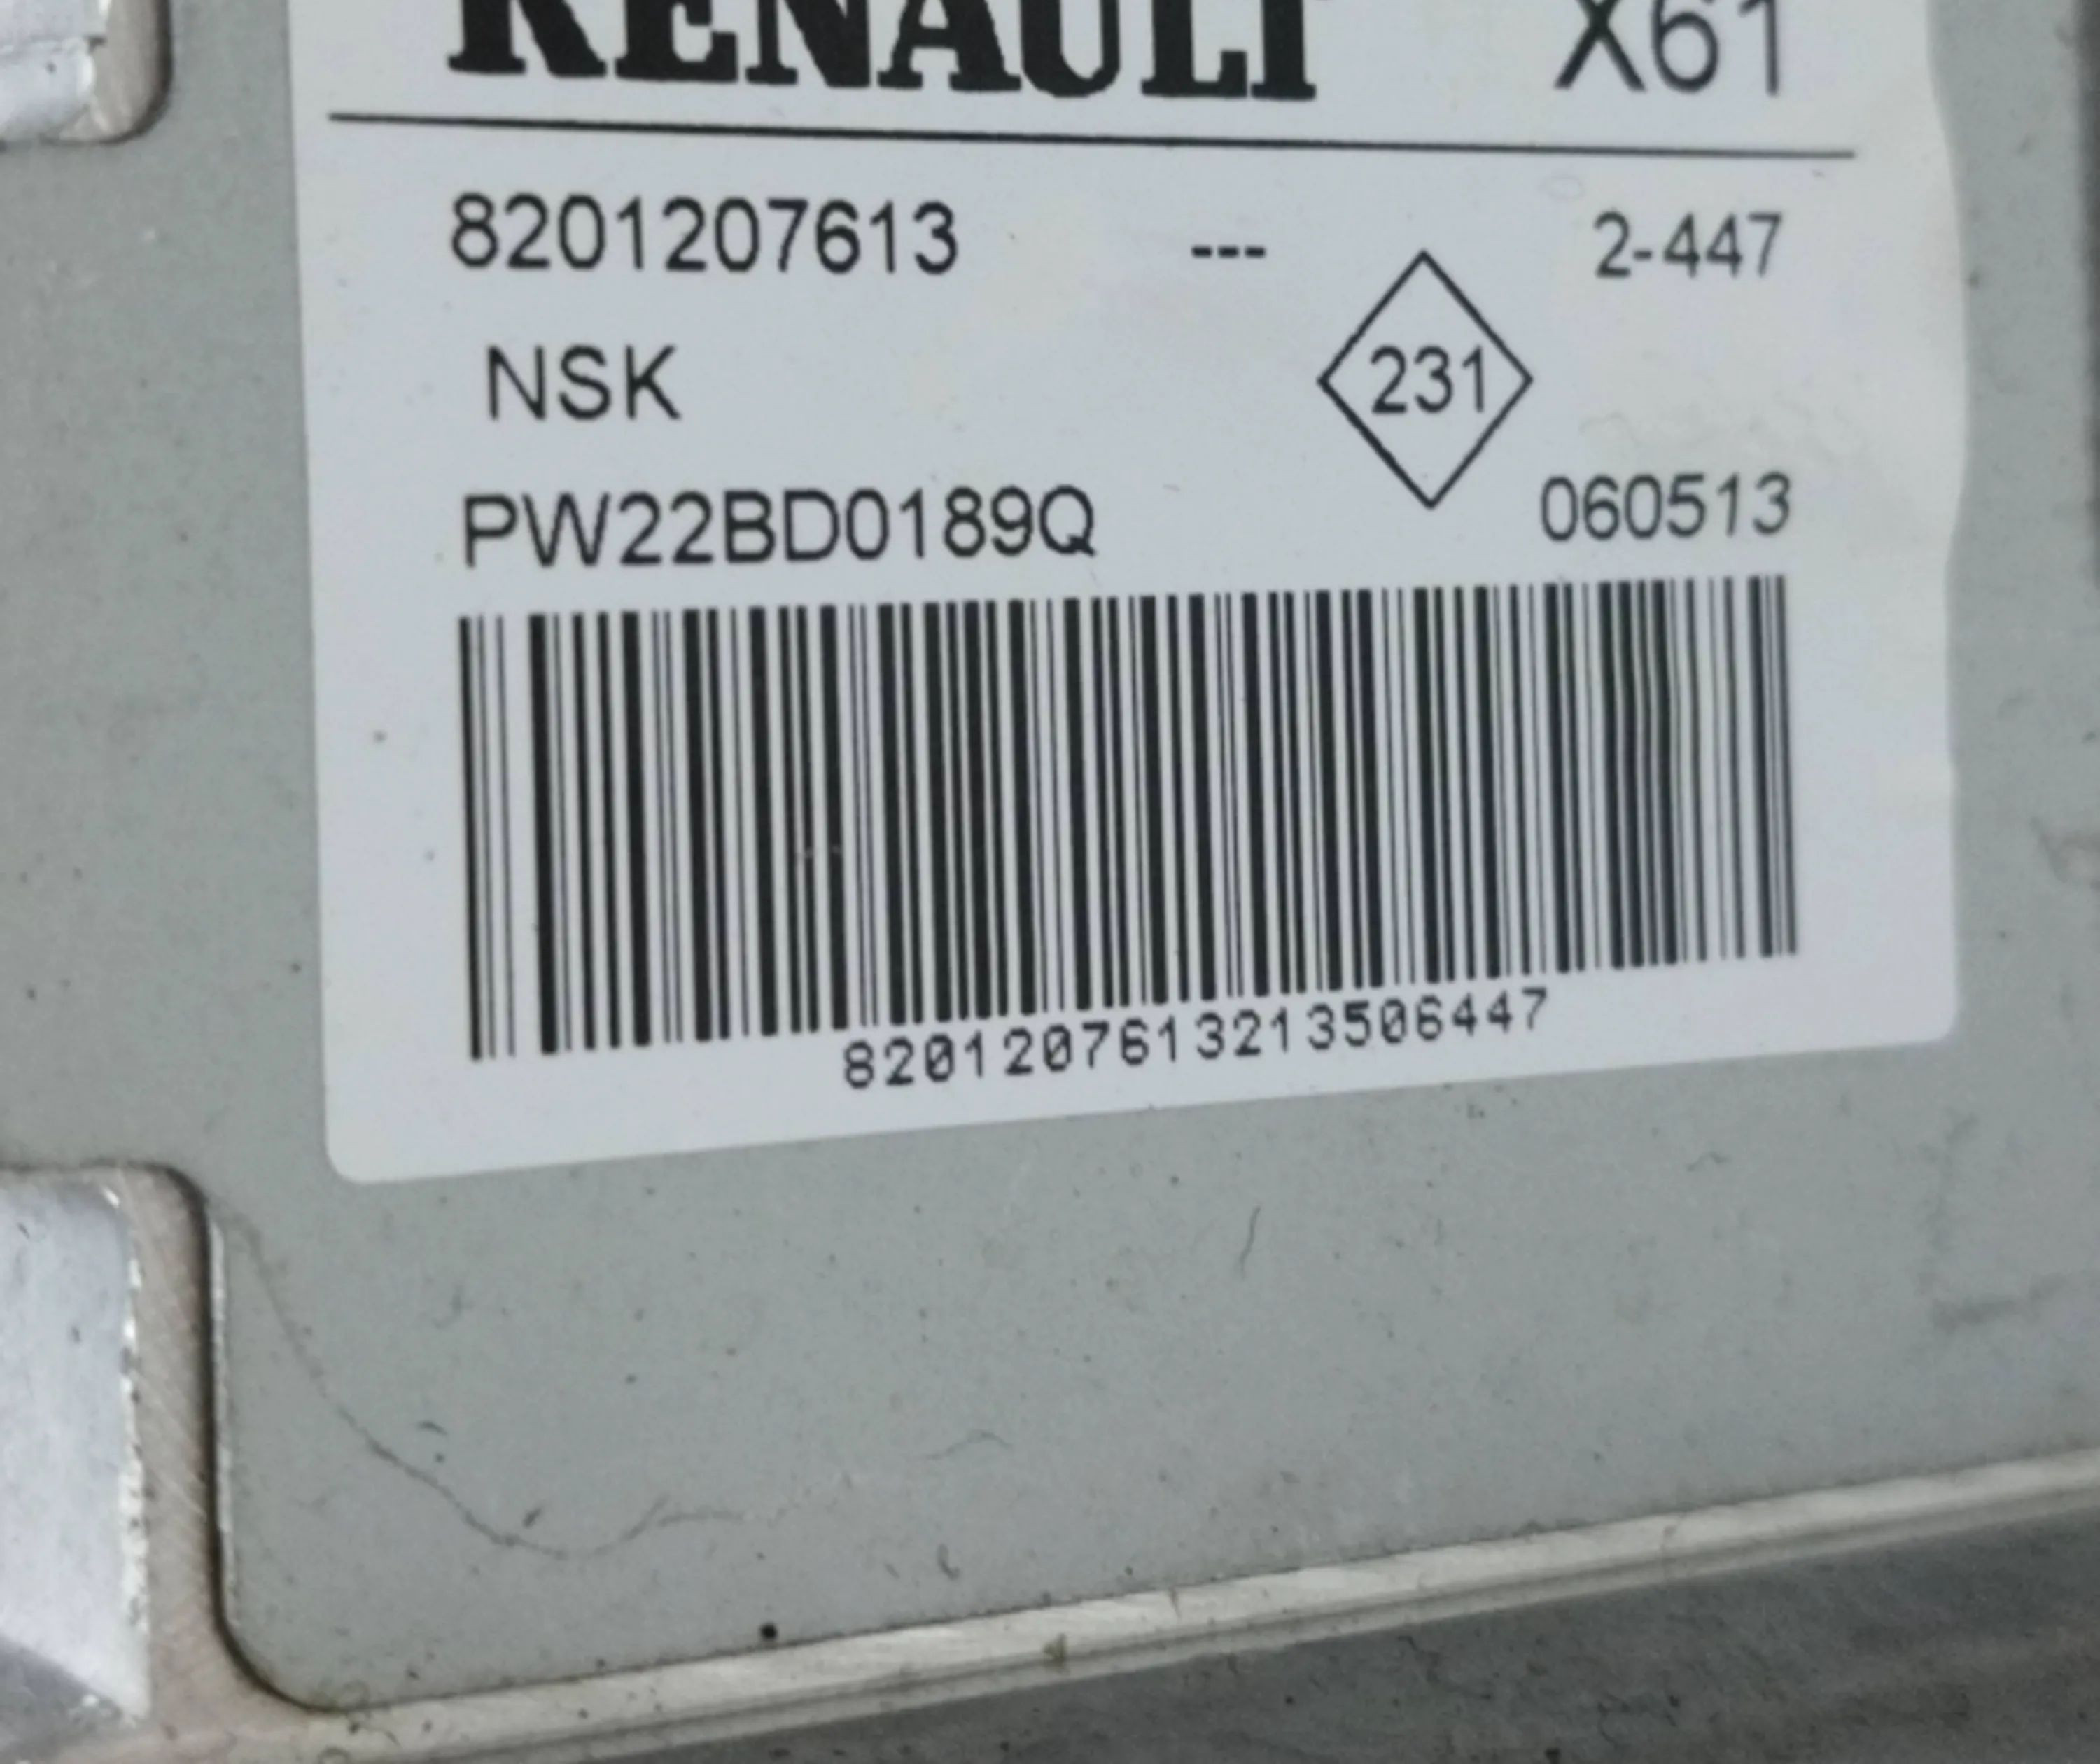 RENAULT X61
8201207613 --- 2-447
NSK 231
PW22BD0189Q 060513
8201207613213506447